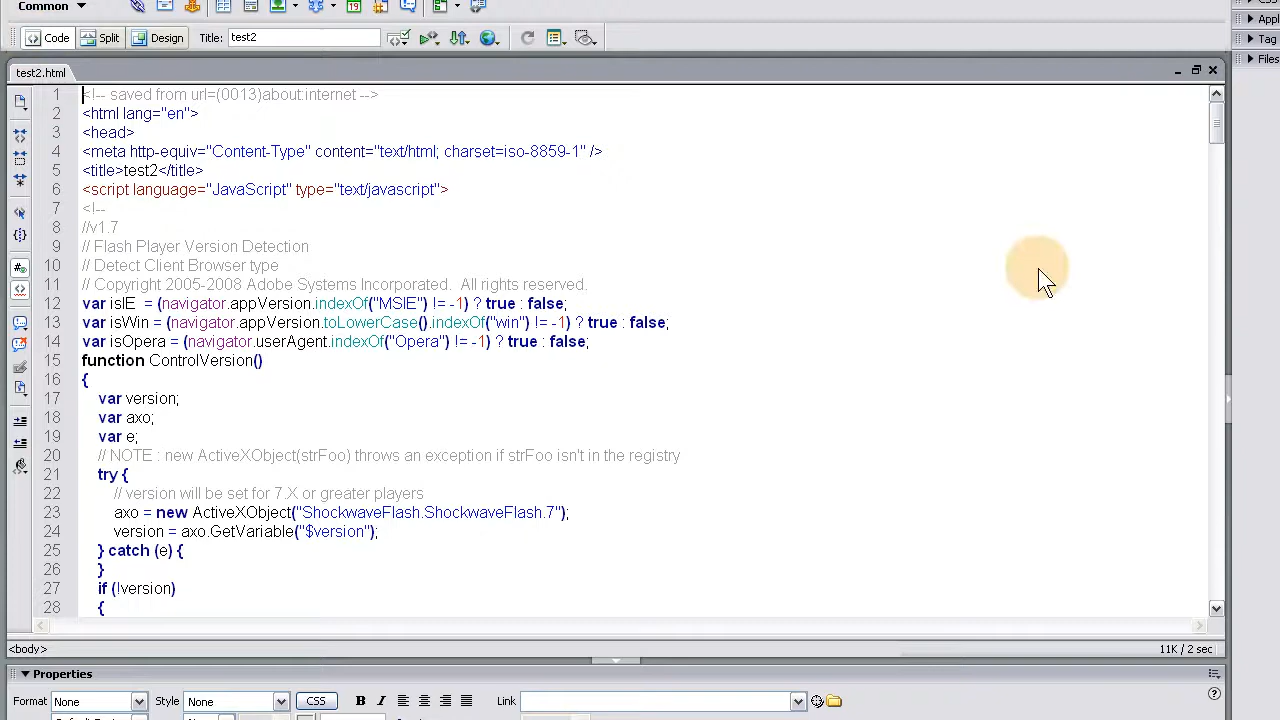 Common
Code Split Design Title: test2
CSS
Appl
Tag
Files
test2.html
1 <!-- saved from url=(0013)about:internet -->
2 <html lang="en">
3 <head>
4 <meta http-equiv="Content-Type" content="text/html; charset=iso-8859-1" />
5 <title>test2</title>
6 <script language="JavaScript" type="text/javascript">
7 <!--
8 //v1.7
9 // Flash Player Version Detection
10 // Detect Client Browser type
11 // Copyright 2005-2008 Adobe Systems Incorporated.  All rights reserved.
12 var isIE  = (navigator.appVersion.indexOf("MSIE") != -1) ? true : false;
13 var isWin = (navigator.appVersion.toLowerCase().indexOf("win") != -1) ? true : false;
14 var isOpera = (navigator.userAgent.indexOf("Opera") != -1) ? true : false;
15 function ControlVersion()
16 {
17 var version;
18 var axo;
19 var e;
20 // NOTE : new ActiveXObject(strFoo) throws an exception if strFoo isn't in the registry
21 try {
22 // version will be set for 7.X or greater players
23 axo = new ActiveXObject("ShockwaveFlash.ShockwaveFlash.7");
24 version = axo.GetVariable("$version");
25 } catch (e) {
26 }
27 if (!version)
28 {
<body> 11K / 2 sec
Properties
Format None Style None CSS B I Link